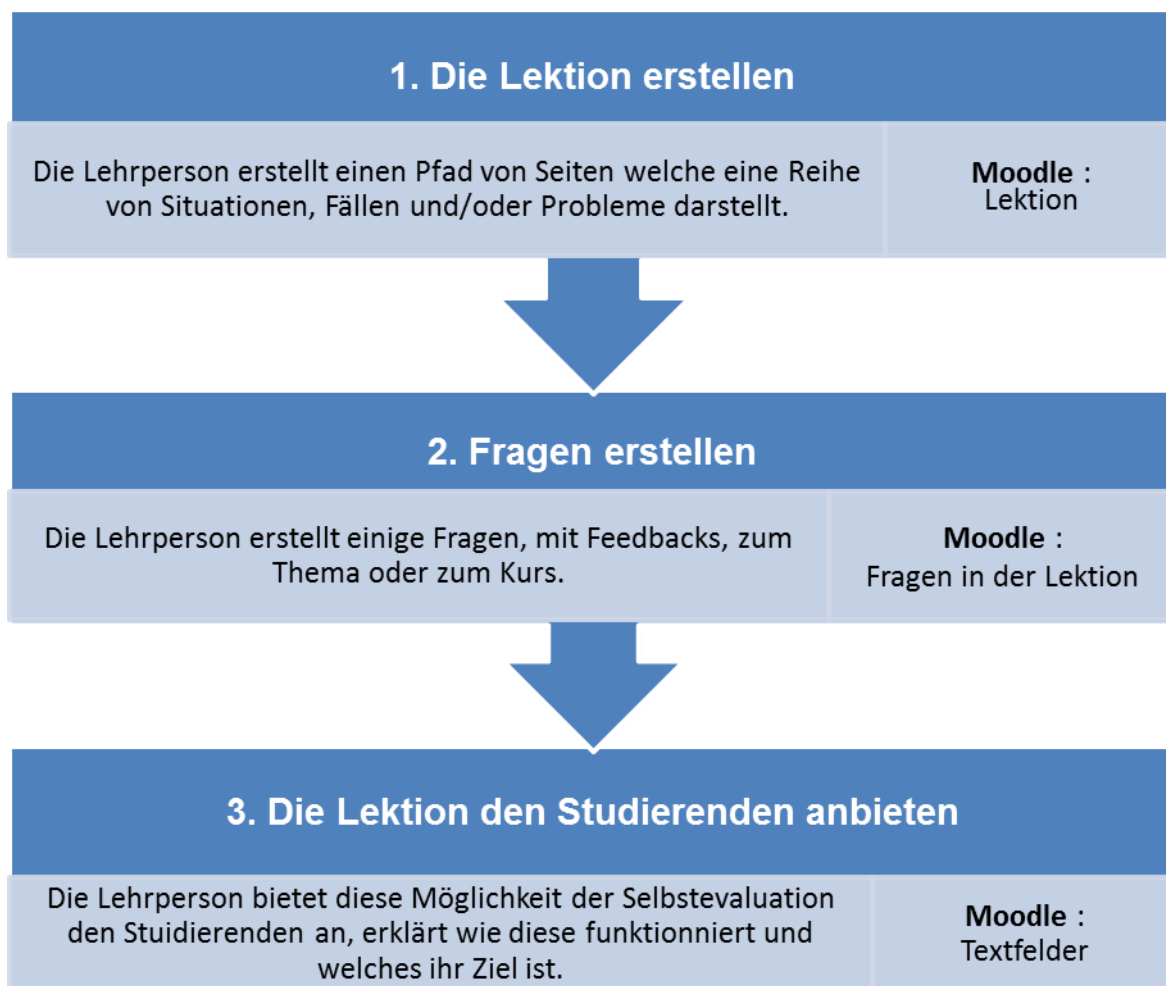 1. Die Lektion erstellen
Die Lehrperson erstellt einen Pfad von Seiten welche eine Reihe
von Situationen, Fällen und/oder Probleme darstellt.
Moodle :
Lektion
2. Fragen erstellen
Die Lehrperson erstellt einige Fragen, mit Feedbacks, zum
Thema oder zum Kurs.
Moodle :
Fragen in der Lektion
3. Die Lektion den Studierenden anbieten
Die Lehrperson bietet diese Möglichkeit der Selbstevaluation
den Stuidierenden an, erklärt wie diese funktionniert und
welches ihr Ziel ist.
Moodle :
Textfelder